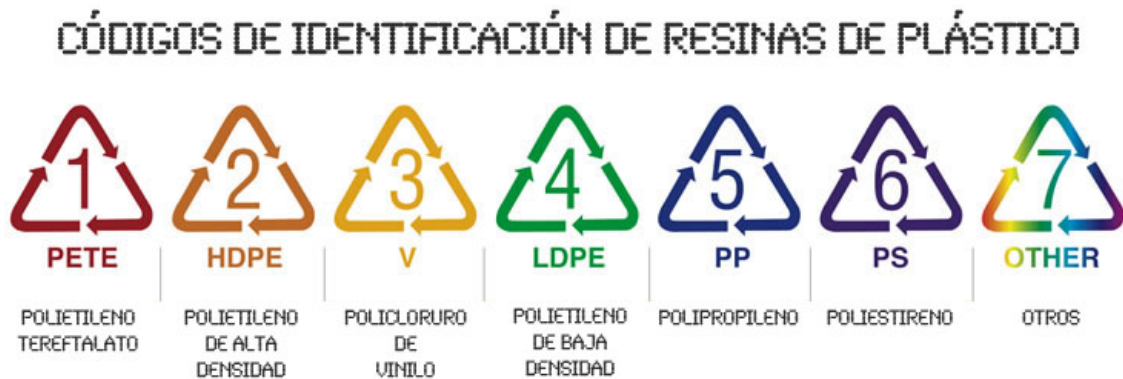 CÓDIGOS DE IDENTIFICACIÓN DE RESINAS DE PLÁSTICO
1
PETE
POLIETILENO
TEREFTALATO
2
HDPE
POLIETILENO
DE ALTA
DENSIDAD
3
V
POLICLORURO
DE
VINILO
4
LDPE
POLIETILENO
DE BAJA
DENSIDAD
5
PP
POLIPROPILENO
6
PS
POLIESTIRENO
7
OTHER
OTROS